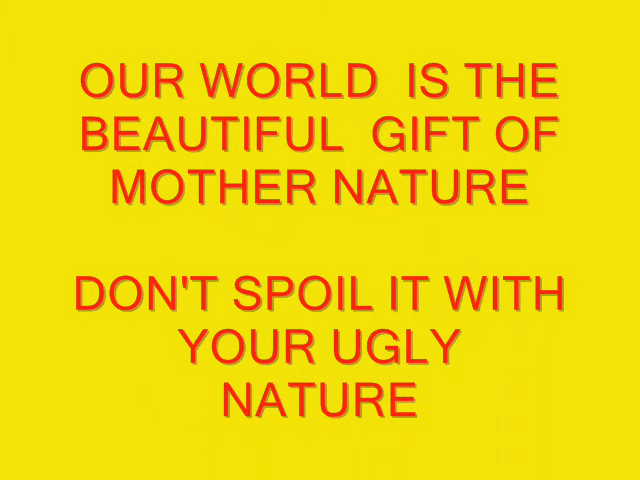 OUR WORLD IS THE
BEAUTIFUL GIFT OF
MOTHER NATURE
DON'T SPOIL IT WITH
YOUR UGLY
NATURE